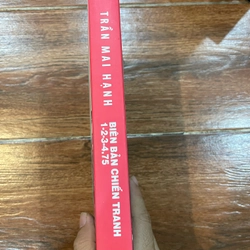 TRẦN MAI HẠNH
BIÊN BẢN CHIẾN TRANH
1-2-3-4.75